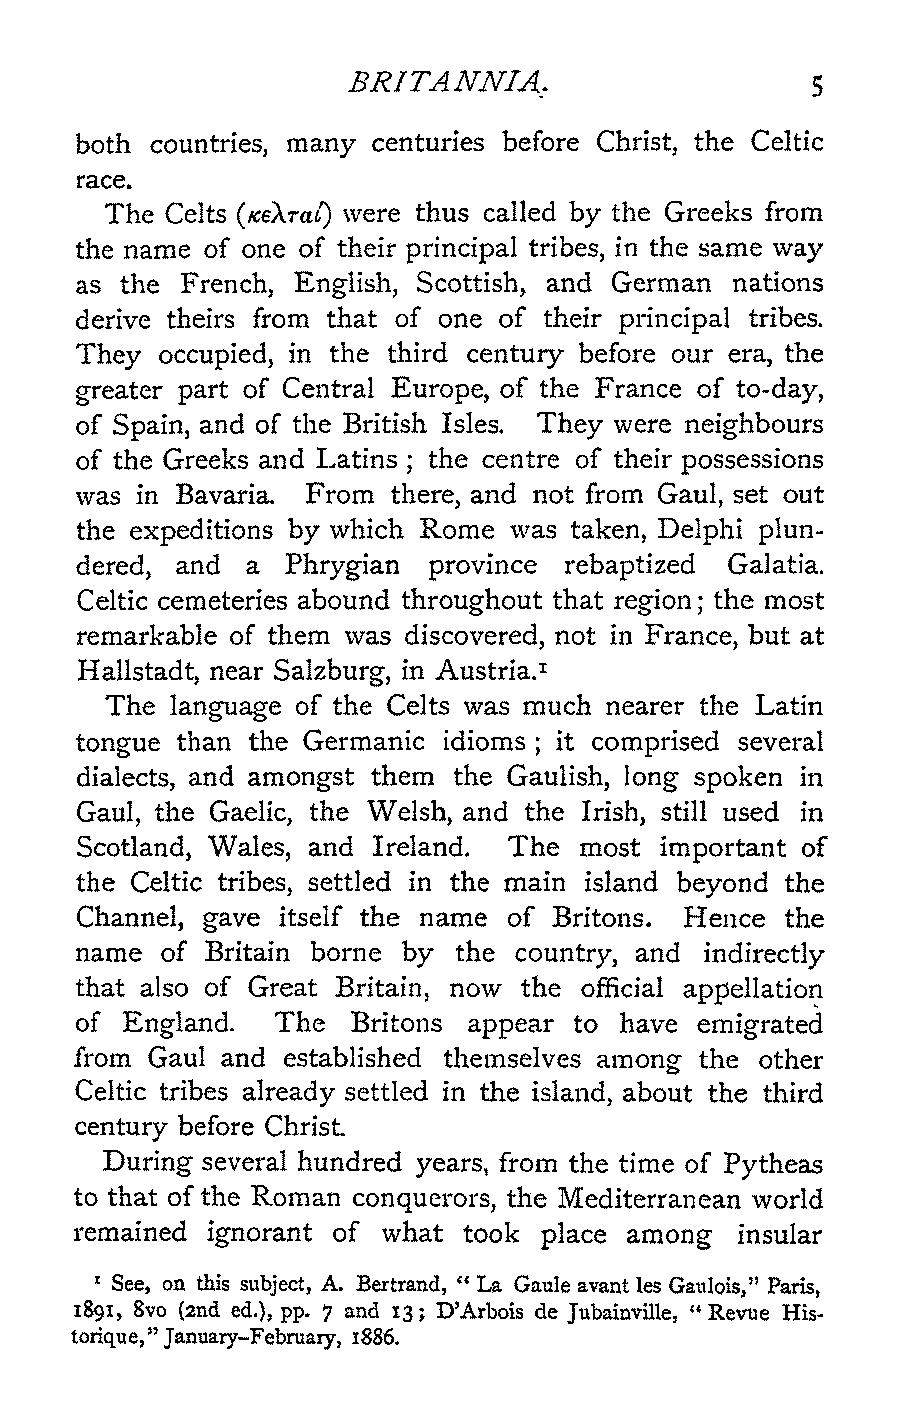 BRITANNIA. 5
both countries, many centuries before Christ, the Celtic
race.
The Celts (κελταί) were thus called by the Greeks from
the name of one of their principal tribes, in the same way
as the French, English, Scottish, and German nations
derive theirs from that of one of their principal tribes.
They occupied, in the third century before our era, the
greater part of Central Europe, of the France of to-day,
of Spain, and of the British Isles. They were neighbours
of the Greeks and Latins ; the centre of their possessions
was in Bavaria. From there, and not from Gaul, set out
the expeditions by which Rome was taken, Delphi plun-
dered, and a Phrygian province rebaptized Galatia.
Celtic cemeteries abound throughout that region ; the most
remarkable of them was discovered, not in France, but at
Hallstadt, near Salzburg, in Austria.¹
The language of the Celts was much nearer the Latin
tongue than the Germanic idioms ; it comprised several
dialects, and amongst them the Gaulish, long spoken in
Gaul, the Gaelic, the Welsh, and the Irish, still used in
Scotland, Wales, and Ireland. The most important of
the Celtic tribes, settled in the main island beyond the
Channel, gave itself the name of Britons. Hence the
name of Britain borne by the country, and indirectly
that also of Great Britain, now the official appellation
of England. The Britons appear to have emigrated
from Gaul and established themselves among the other
Celtic tribes already settled in the island, about the third
century before Christ.
During several hundred years, from the time of Pytheas
to that of the Roman conquerors, the Mediterranean world
remained ignorant of what took place among insular
¹ See, on this subject, A. Bertrand, “ La Gaule avant les Gaulois,” Paris,
1891, 8vo (2nd ed.), pp. 7 and 13 ; D’Arbois de Jubainville, “ Revue His-
torique,” January–February, 1886.